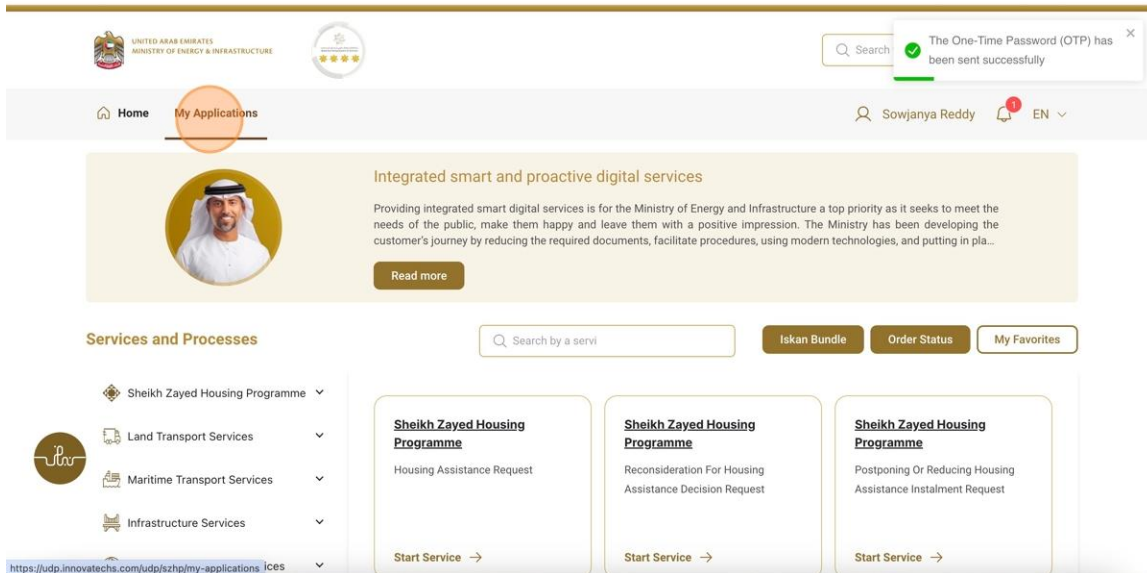 UNITED ARAB EMIRATES
MINISTRY OF ENERGY & INFRASTRUCTURE
Search
The One-Time Password (OTP) has
been sent successfully
Home
My Applications
Sowjanya Reddy
1
EN
Integrated smart and proactive digital services
Providing integrated smart digital services is for the Ministry of Energy and Infrastructure a top priority as it seeks to meet the
needs of the public, make them happy and leave them with a positive impression. The Ministry has been developing the
customer's journey by reducing the required documents, facilitate procedures, using modern technologies, and putting in pla...
Read more
Services and Processes
Search by a servi
Iskan Bundle
Order Status
My Favorites
Sheikh Zayed Housing Programme
Land Transport Services
Maritime Transport Services
Infrastructure Services
ices
Sheikh Zayed Housing
Programme
Housing Assistance Request
Start Service →
Sheikh Zayed Housing
Programme
Reconsideration For Housing
Assistance Decision Request
Start Service →
Sheikh Zayed Housing
Programme
Postponing Or Reducing Housing
Assistance Instalment Request
Start Service →
https://udp.innovatechs.com/udp/szhp/my-applications